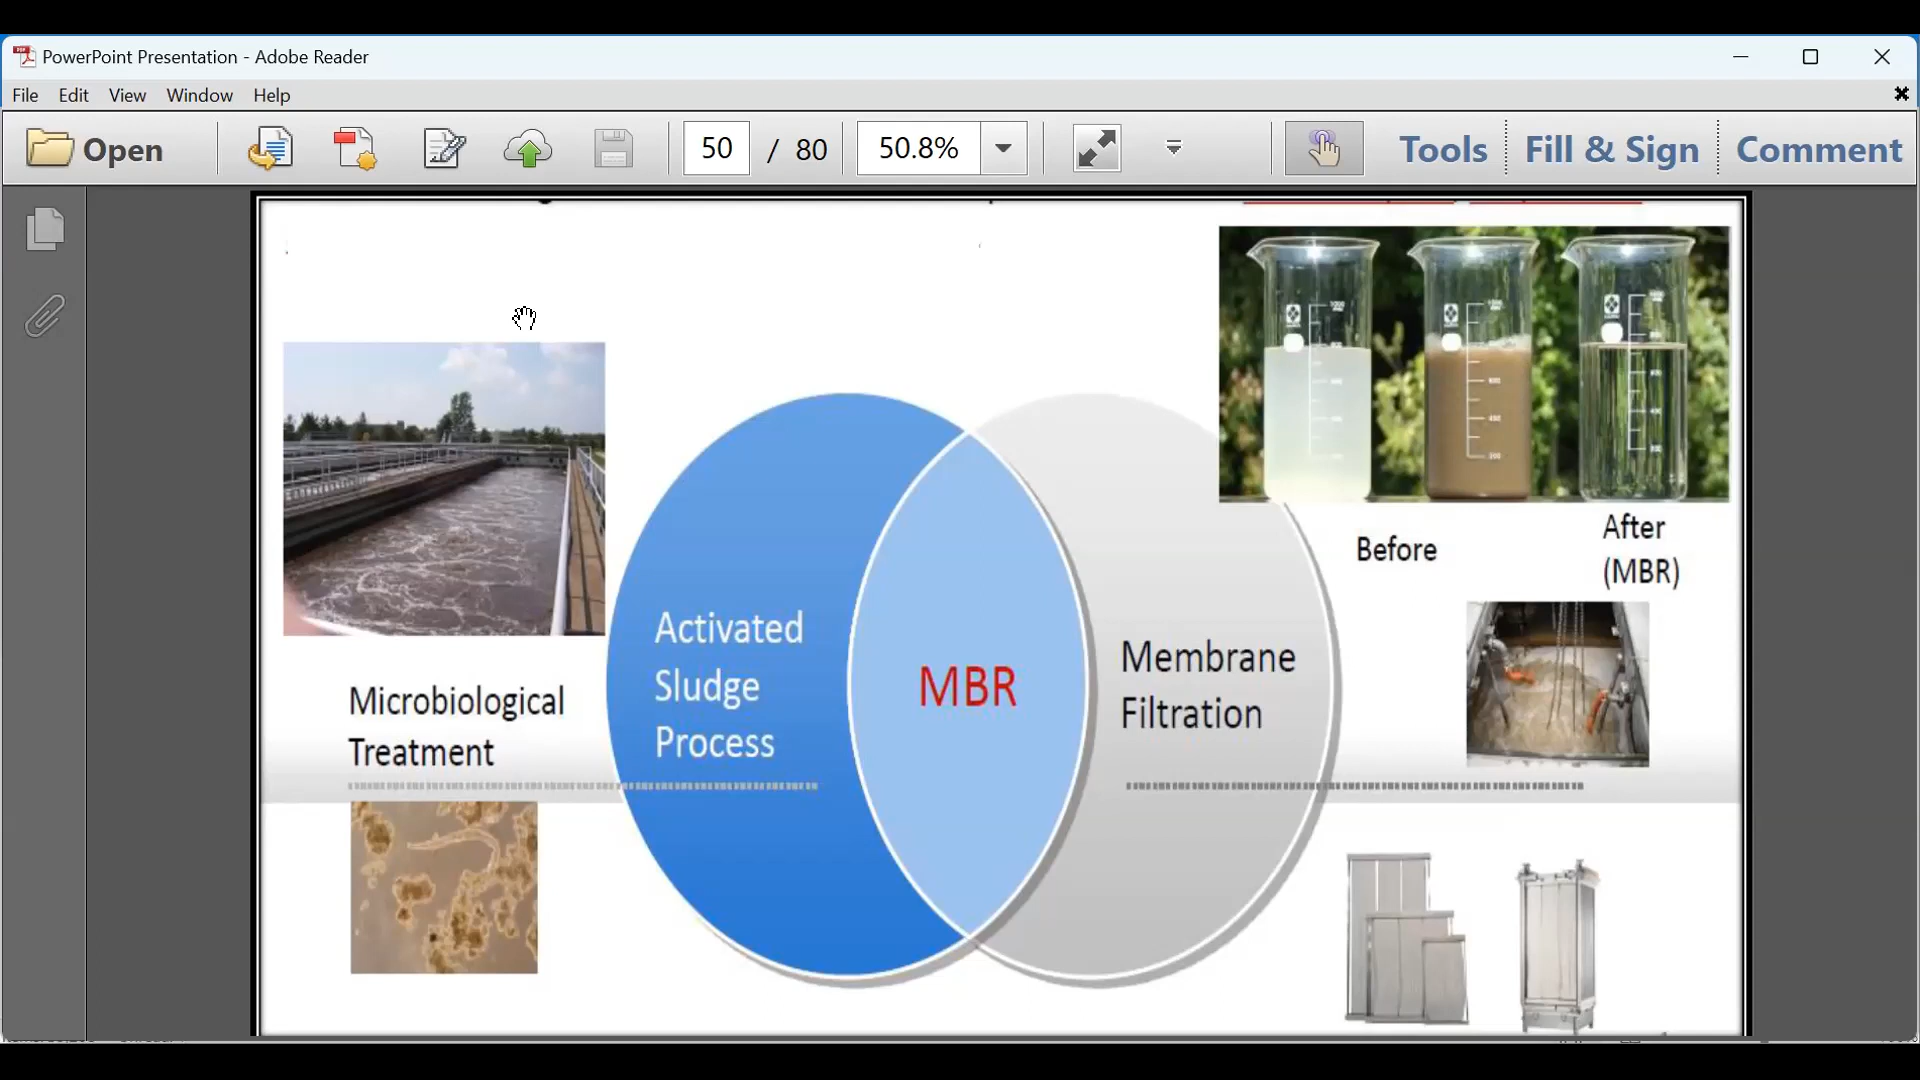 PowerPoint Presentation - Adobe Reader
File Edit View Window Help
Open 50 / 80 50.8% Tools Fill & Sign Comment
Before
After
(MBR)
Activated
Sludge
Process
MBR
Membrane
Filtration
Microbiological
Treatment